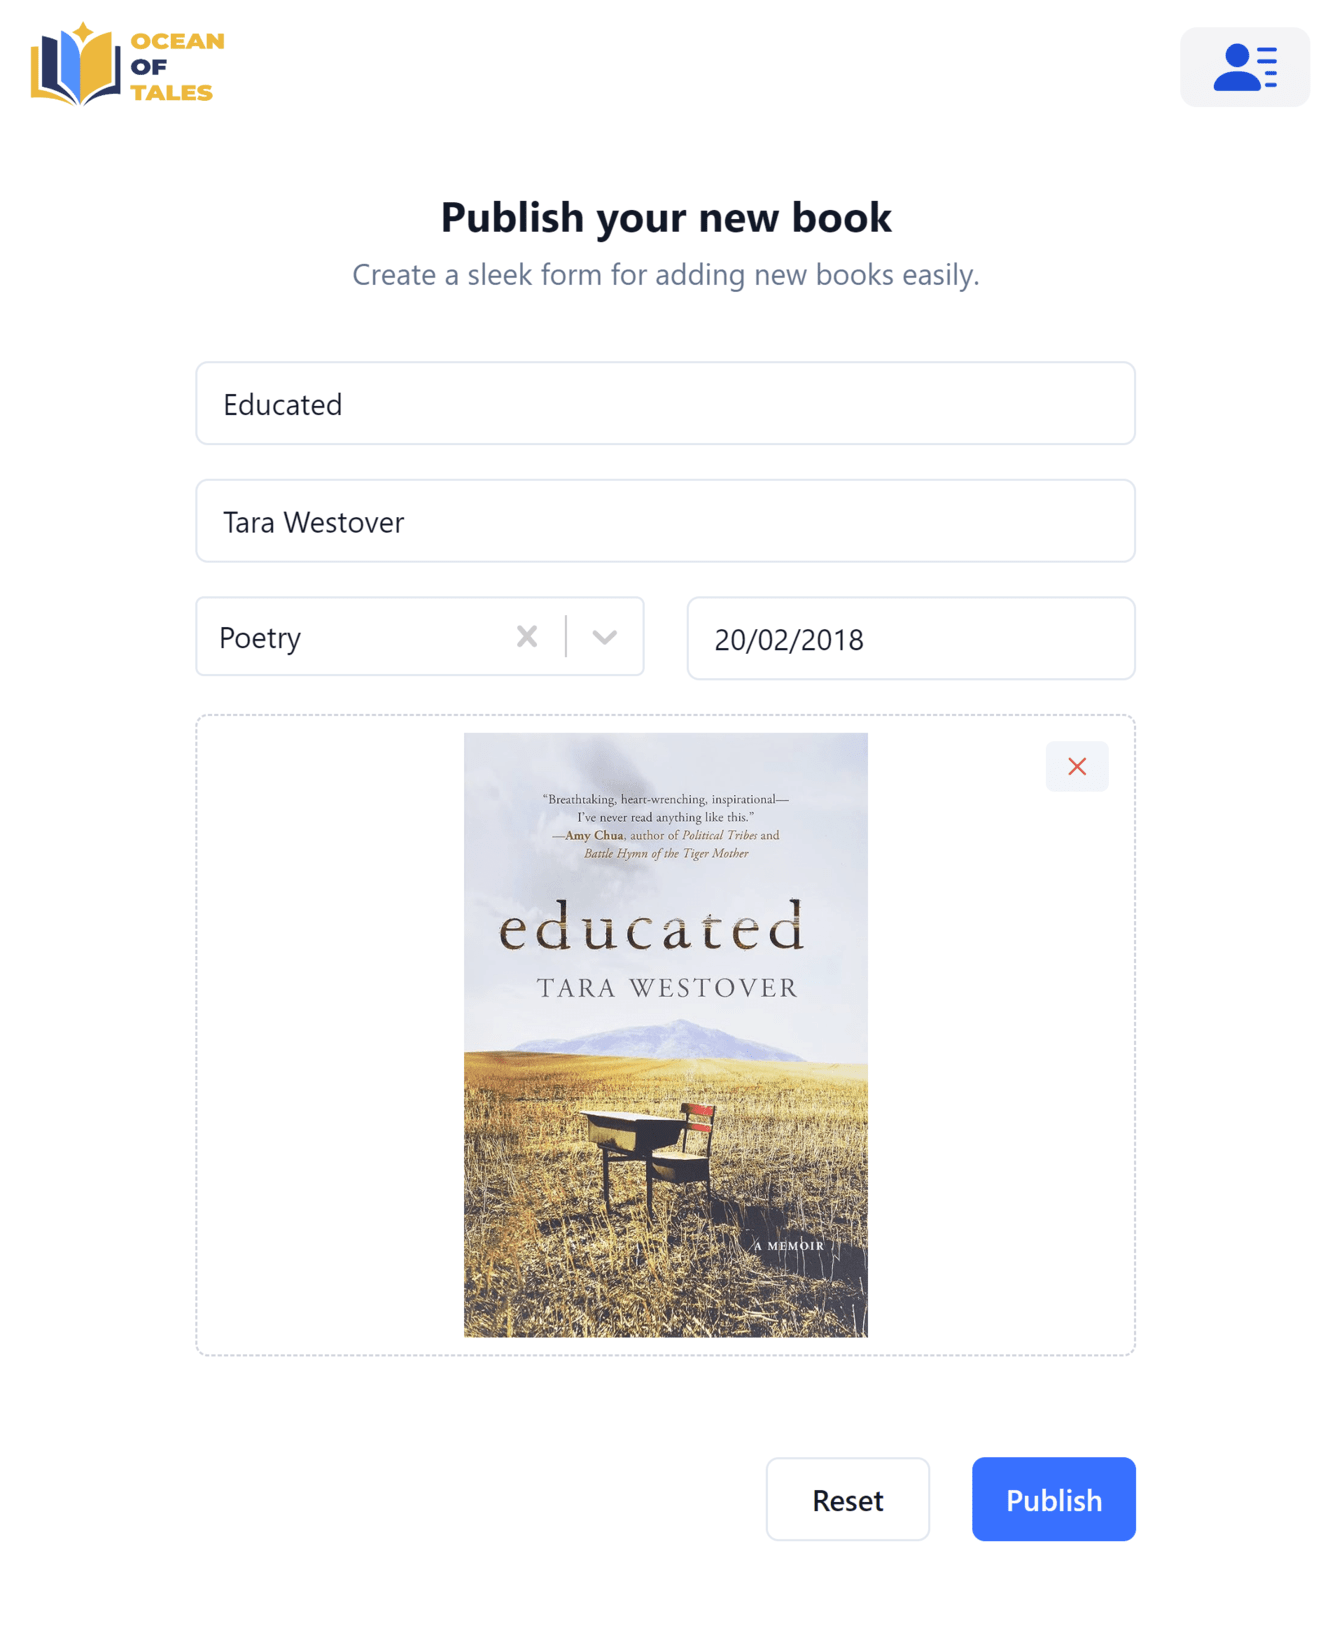 OCEAN
OF
TALES
Publish your new book
Create a sleek form for adding new books easily.
Educated
Tara Westover
Poetry
20/02/2018
“Breathtaking, heart-wrenching, inspirational—
I’ve never read anything like this.”
—Amy Chua, author of Political Tribes and
Battle Hymn of the Tiger Mother
educated
TARA WESTOVER
A MEMOIR
Reset
Publish